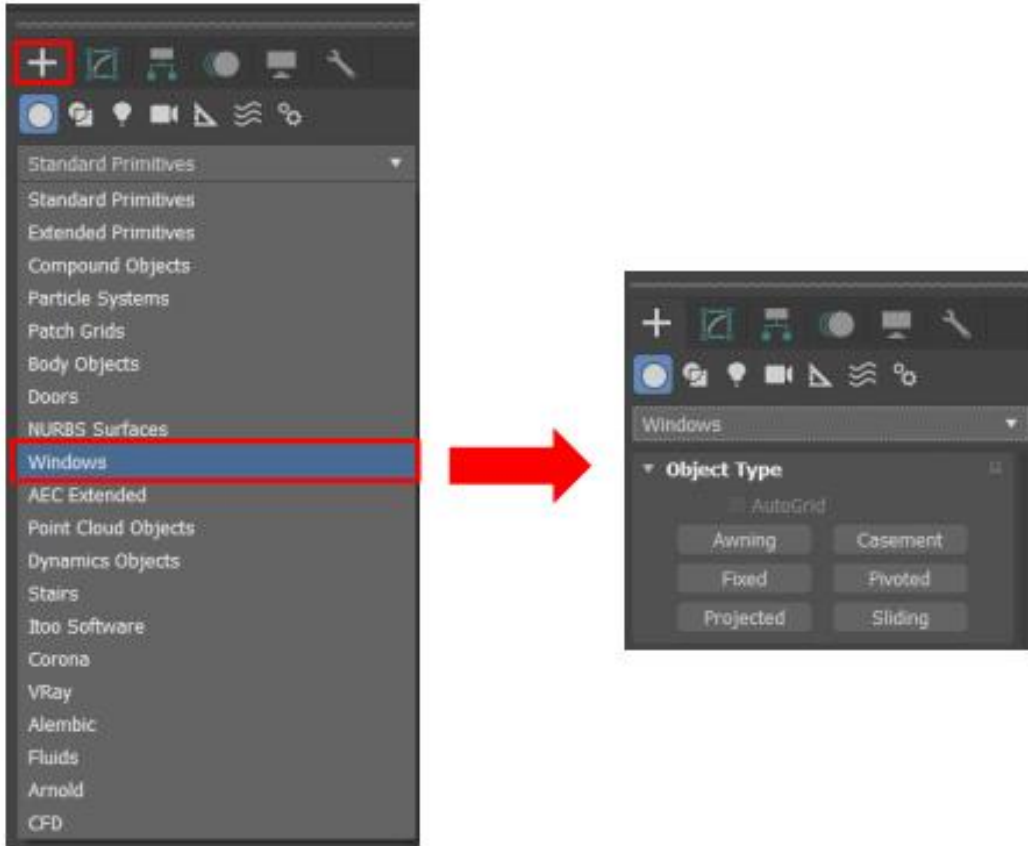 Standard Primitives
Standard Primitives
Extended Primitives
Compound Objects
Particle Systems
Patch Grids
Body Objects
Doors
NURBS Surfaces
Windows
AEC Extended
Point Cloud Objects
Dynamics Objects
Stairs
Itoo Software
Corona
VRay
Alembic
Fluids
Arnold
CFD
Windows
Object Type
AutoGrid
Awning Casement
Fixed Pivoted
Projected Sliding